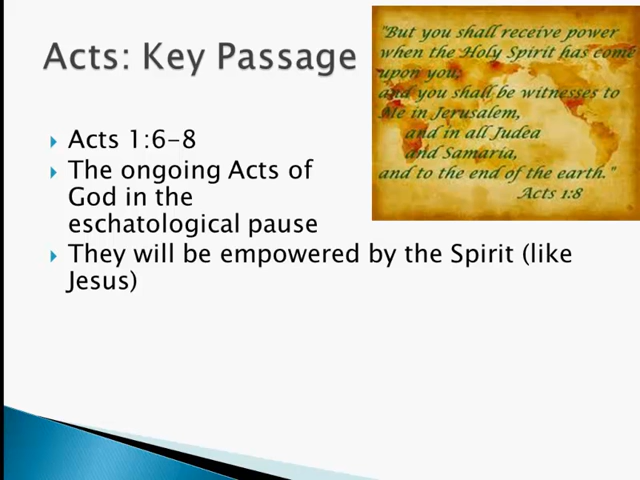 Acts: Key Passage
"But you shall receive power
when the Holy Spirit has come
upon you;
and you shall be witnesses to
Me in Jerusalem,
and in all Judea
and Samaria,
and to the end of the earth."
Acts 1:8
Acts 1:6-8
The ongoing Acts of
God in the
eschatological pause
They will be empowered by the Spirit (like
Jesus)